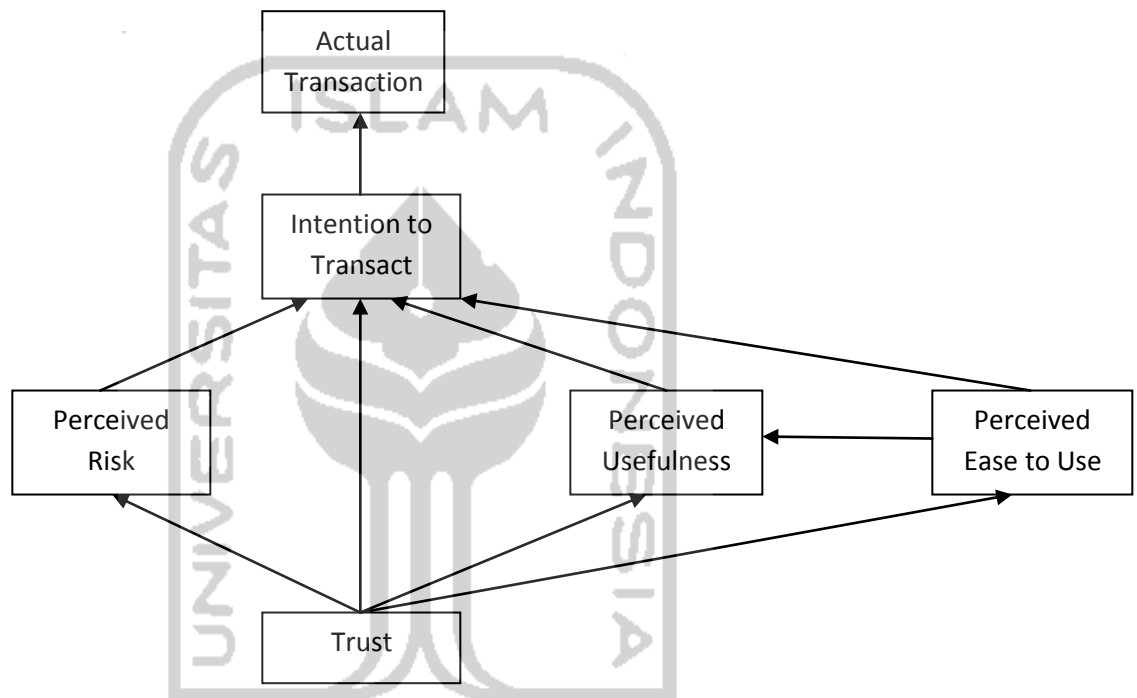 Actual
Transaction
ISLAM
UNIVERSITAS
INDONESIA
Intention to
Transact
Perceived
Risk
Perceived
Usefulness
Perceived
Ease to Use
Trust